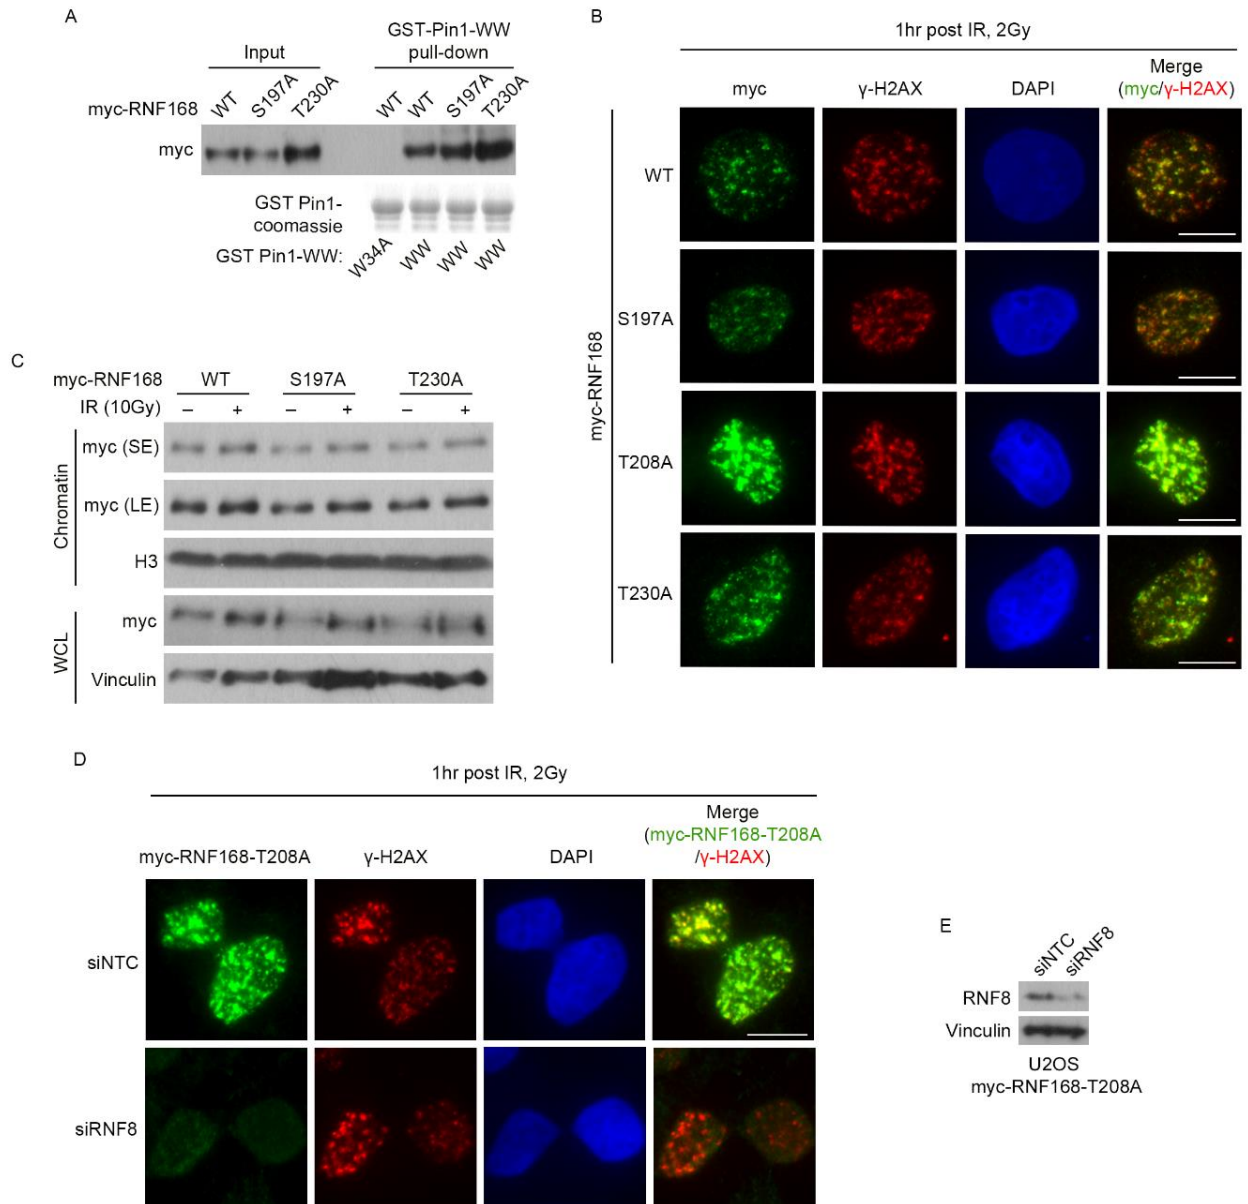 A
GST-Pin1-WW
Input pull-down
myc-RNF168 WT S197A T230A WT WT S197A T230A
myc
GST Pin1-
coomassie
GST Pin1-WW: W34A WW WW WW
B
1hr post IR, 2Gy
myc γ-H2AX DAPI Merge
(myc/γ-H2AX)
myc-RNF168
WT
S197A
T208A
T230A
C
myc-RNF168 WT S197A T230A
IR (10Gy) – + – + – +
Chromatin
myc (SE)
myc (LE)
H3
WCL
myc
Vinculin
D
1hr post IR, 2Gy
myc-RNF168-T208A γ-H2AX DAPI Merge
(myc-RNF168-T208A
/γ-H2AX)
siNTC
siRNF8
E
siNTC siRNF8
RNF8
Vinculin
U2OS
myc-RNF168-T208A